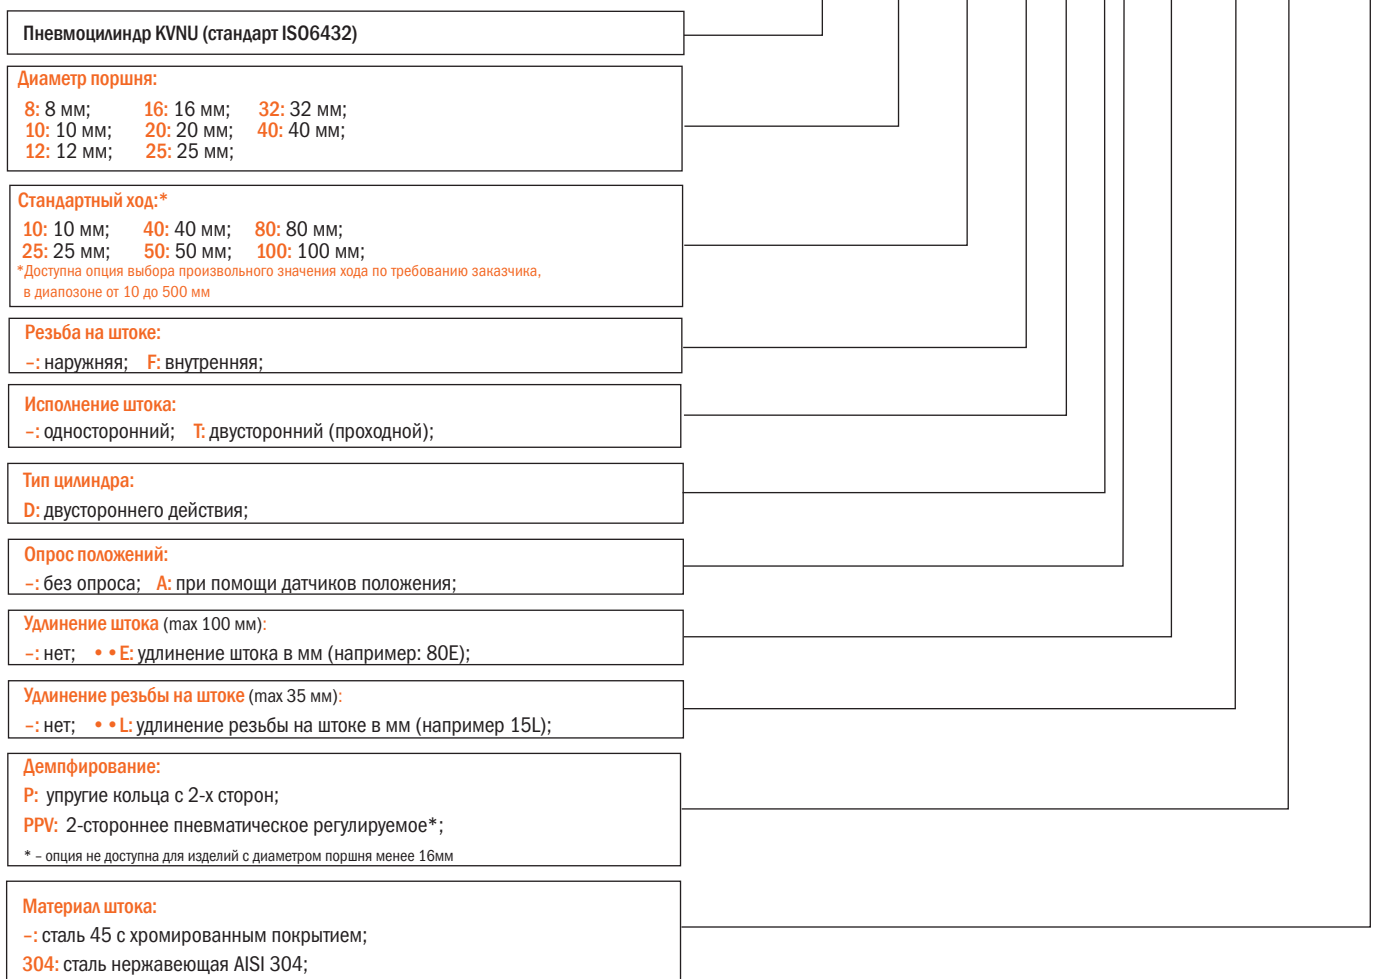 Пневмоцилиндр KVNU (стандарт ISO6432)
Диаметр поршня:
8: 8 мм; 16: 16 мм; 32: 32 мм;
10: 10 мм; 20: 20 мм; 40: 40 мм;
12: 12 мм; 25: 25 мм;
Стандартный ход:*
10: 10 мм; 40: 40 мм; 80: 80 мм;
25: 25 мм; 50: 50 мм; 100: 100 мм;
*Доступна опция выбора произвольного значения хода по требованию заказчика,
в диапозоне от 10 до 500 мм
Резьба на штоке:
–: наружняя; F: внутренняя;
Исполнение штока:
–: односторонний; T: двусторонний (проходной);
Тип цилиндра:
D: двустороннего действия;
Опрос положений:
–: без опроса; A: при помощи датчиков положения;
Удлинение штока (max 100 мм):
–: нет; • • E: удлинение штока в мм (например: 80E);
Удлинение резьбы на штоке (max 35 мм):
–: нет; • • L: удлинение резьбы на штоке в мм (например 15L);
Демпфирование:
P: упругие кольца с 2-х сторон;
PPV: 2-стороннее пневматическое регулируемое*;
* – опция не доступна для изделий с диаметром поршня менее 16мм
Материал штока:
–: сталь 45 с хромированным покрытием;
304: сталь нержавеющая AISI 304;